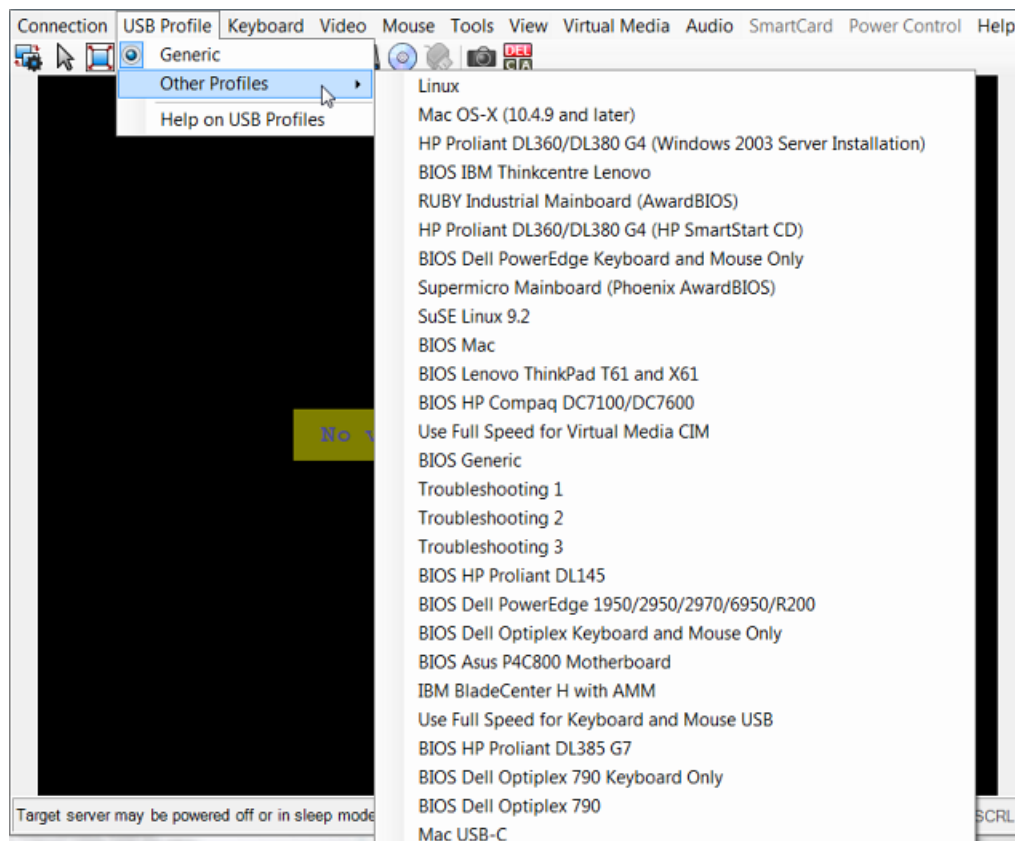 Connection USB Profile Keyboard Video Mouse Tools View Virtual Media Audio SmartCard Power Control Help
Generic
DEL
C A
Other Profiles
Help on USB Profiles
Linux
Mac OS-X (10.4.9 and later)
HP Proliant DL360/DL380 G4 (Windows 2003 Server Installation)
BIOS IBM Thinkcentre Lenovo
RUBY Industrial Mainboard (AwardBIOS)
HP Proliant DL360/DL380 G4 (HP SmartStart CD)
BIOS Dell PowerEdge Keyboard and Mouse Only
Supermicro Mainboard (Phoenix AwardBIOS)
SuSE Linux 9.2
BIOS Mac
BIOS Lenovo ThinkPad T61 and X61
BIOS HP Compaq DC7100/DC7600
No
Use Full Speed for Virtual Media CIM
BIOS Generic
Troubleshooting 1
Troubleshooting 2
Troubleshooting 3
BIOS HP Proliant DL145
BIOS Dell PowerEdge 1950/2950/2970/6950/R200
BIOS Dell Optiplex Keyboard and Mouse Only
BIOS Asus P4C800 Motherboard
IBM BladeCenter H with AMM
Use Full Speed for Keyboard and Mouse USB
BIOS HP Proliant DL385 G7
BIOS Dell Optiplex 790 Keyboard Only
BIOS Dell Optiplex 790
Mac USB-C
Target server may be powered off or in sleep mode
SCRL